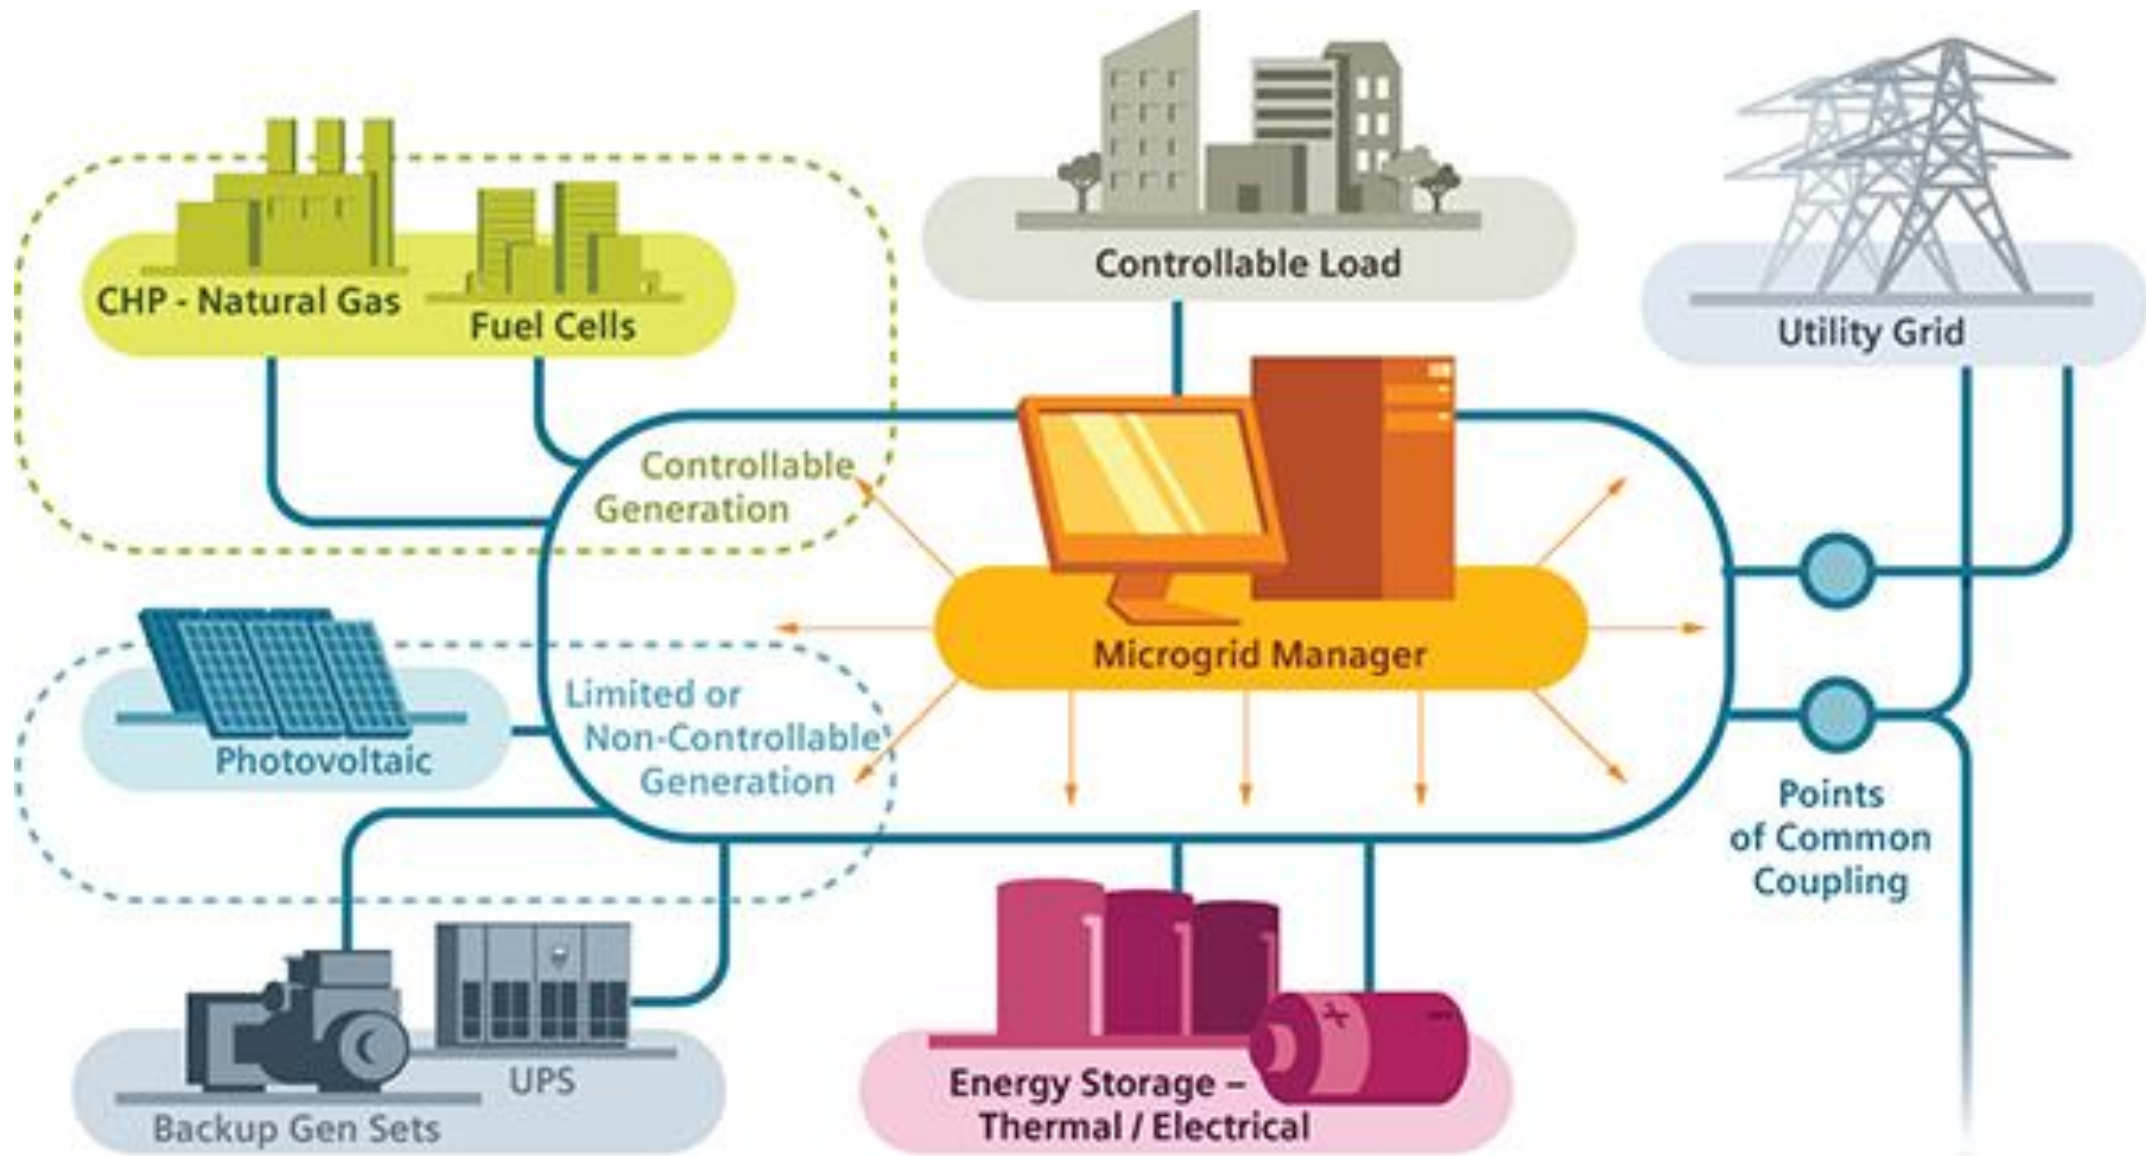 Controllable Load
Utility Grid
CHP - Natural Gas
Fuel Cells
Controllable
Generation
Microgrid Manager
Limited or
Non-Controllable
Generation
Photovoltaic
Points
of Common
Coupling
UPS
Backup Gen Sets
Energy Storage –
Thermal / Electrical